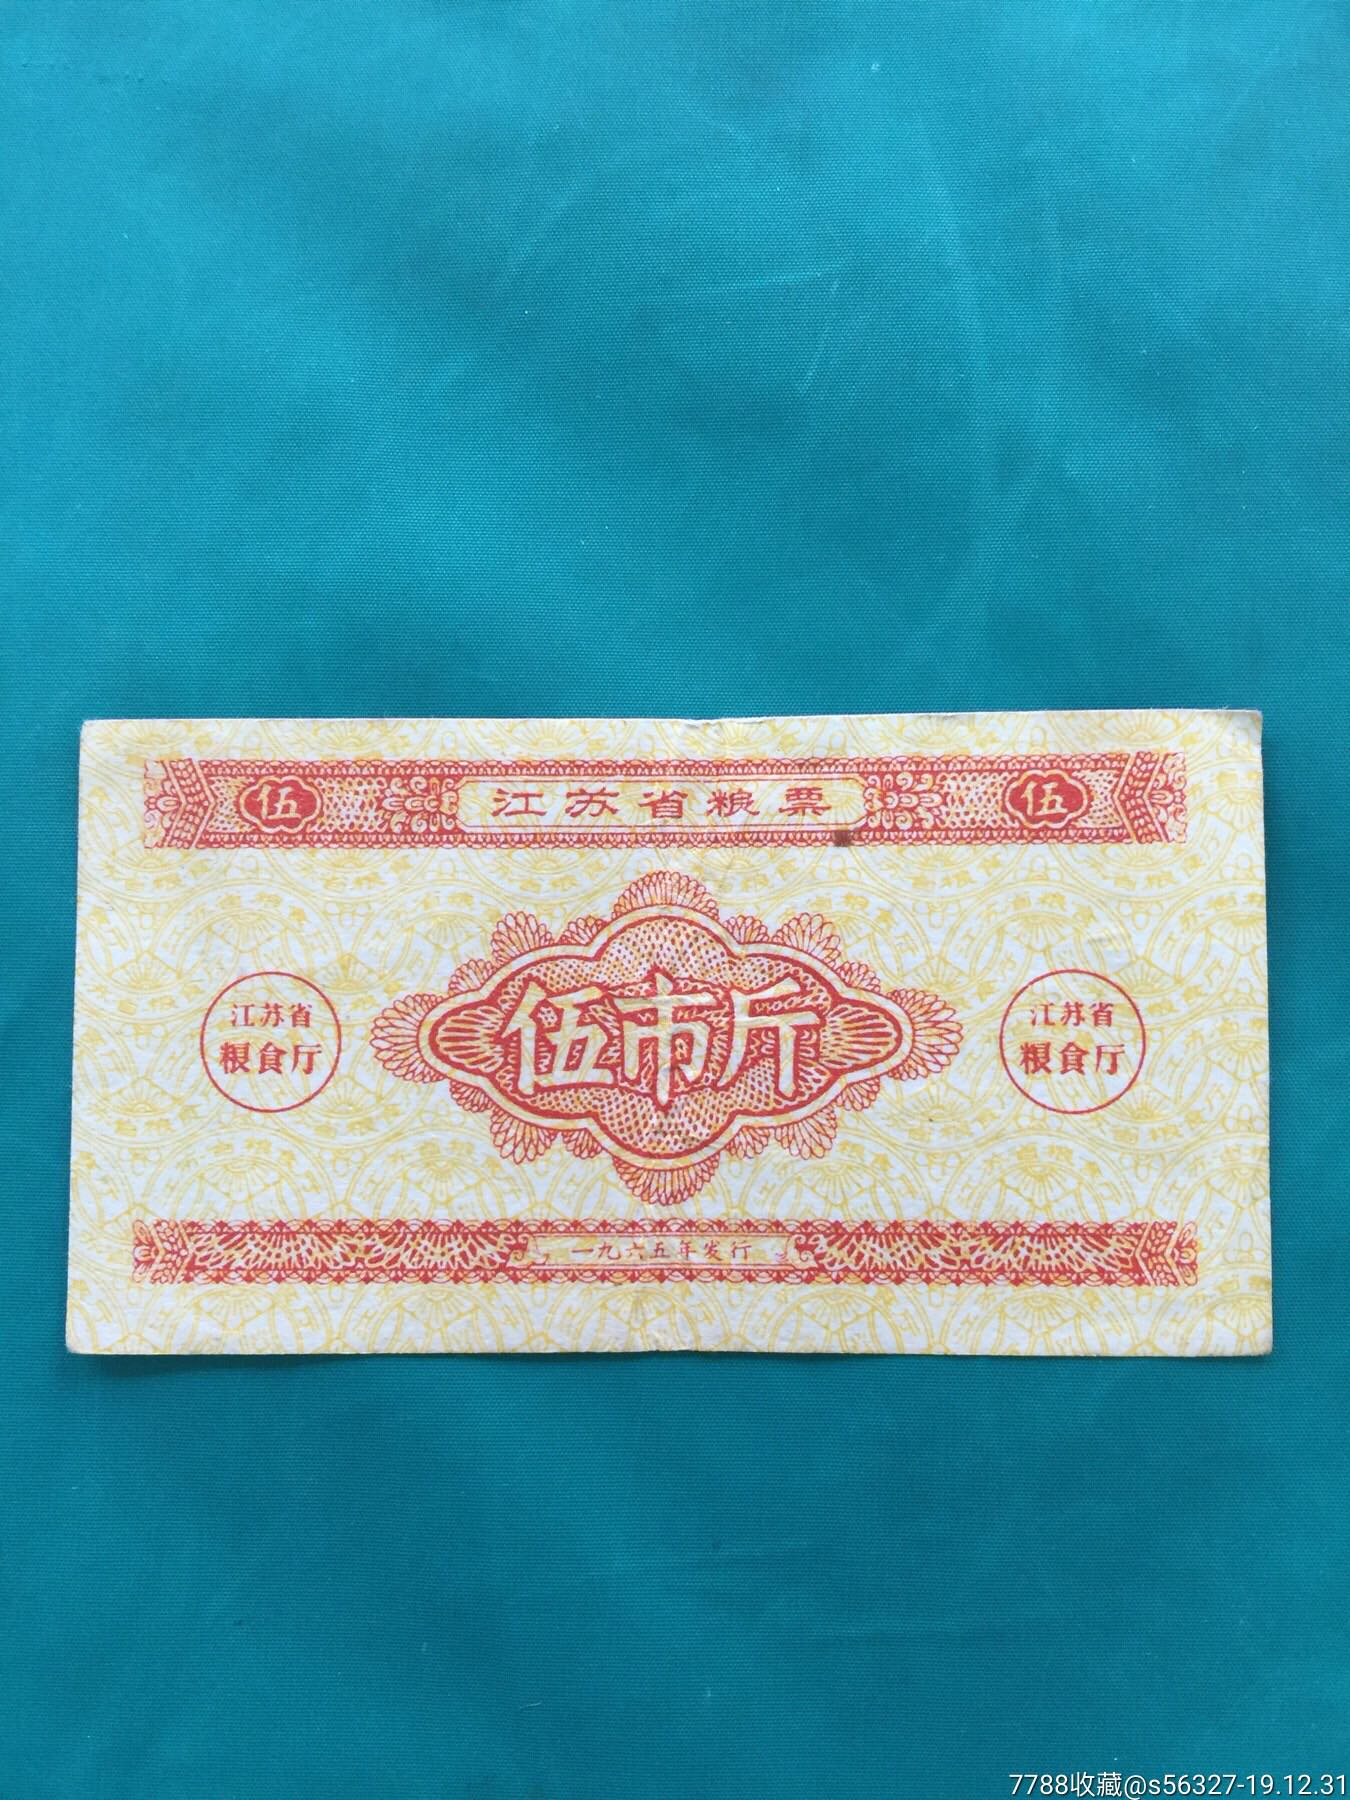 伍 江苏省粮票 伍
伍市斤
江苏省
粮食厅
江苏省
粮食厅
一九六五年发行
7788收藏@s56327-19.12.31